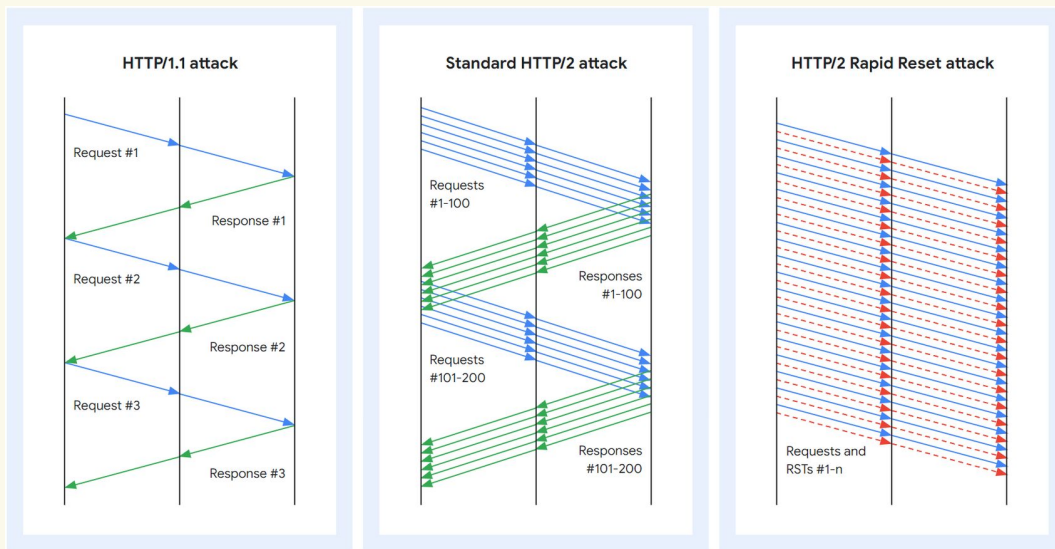 HTTP/1.1 attack
Request #1
Response #1
Request #2
Response #2
Request #3
Response #3
Standard HTTP/2 attack
Requests
#1-100
Responses
#1-100
Requests
#101-200
Responses
#101-200
HTTP/2 Rapid Reset attack
Requests and
RSTs #1-n